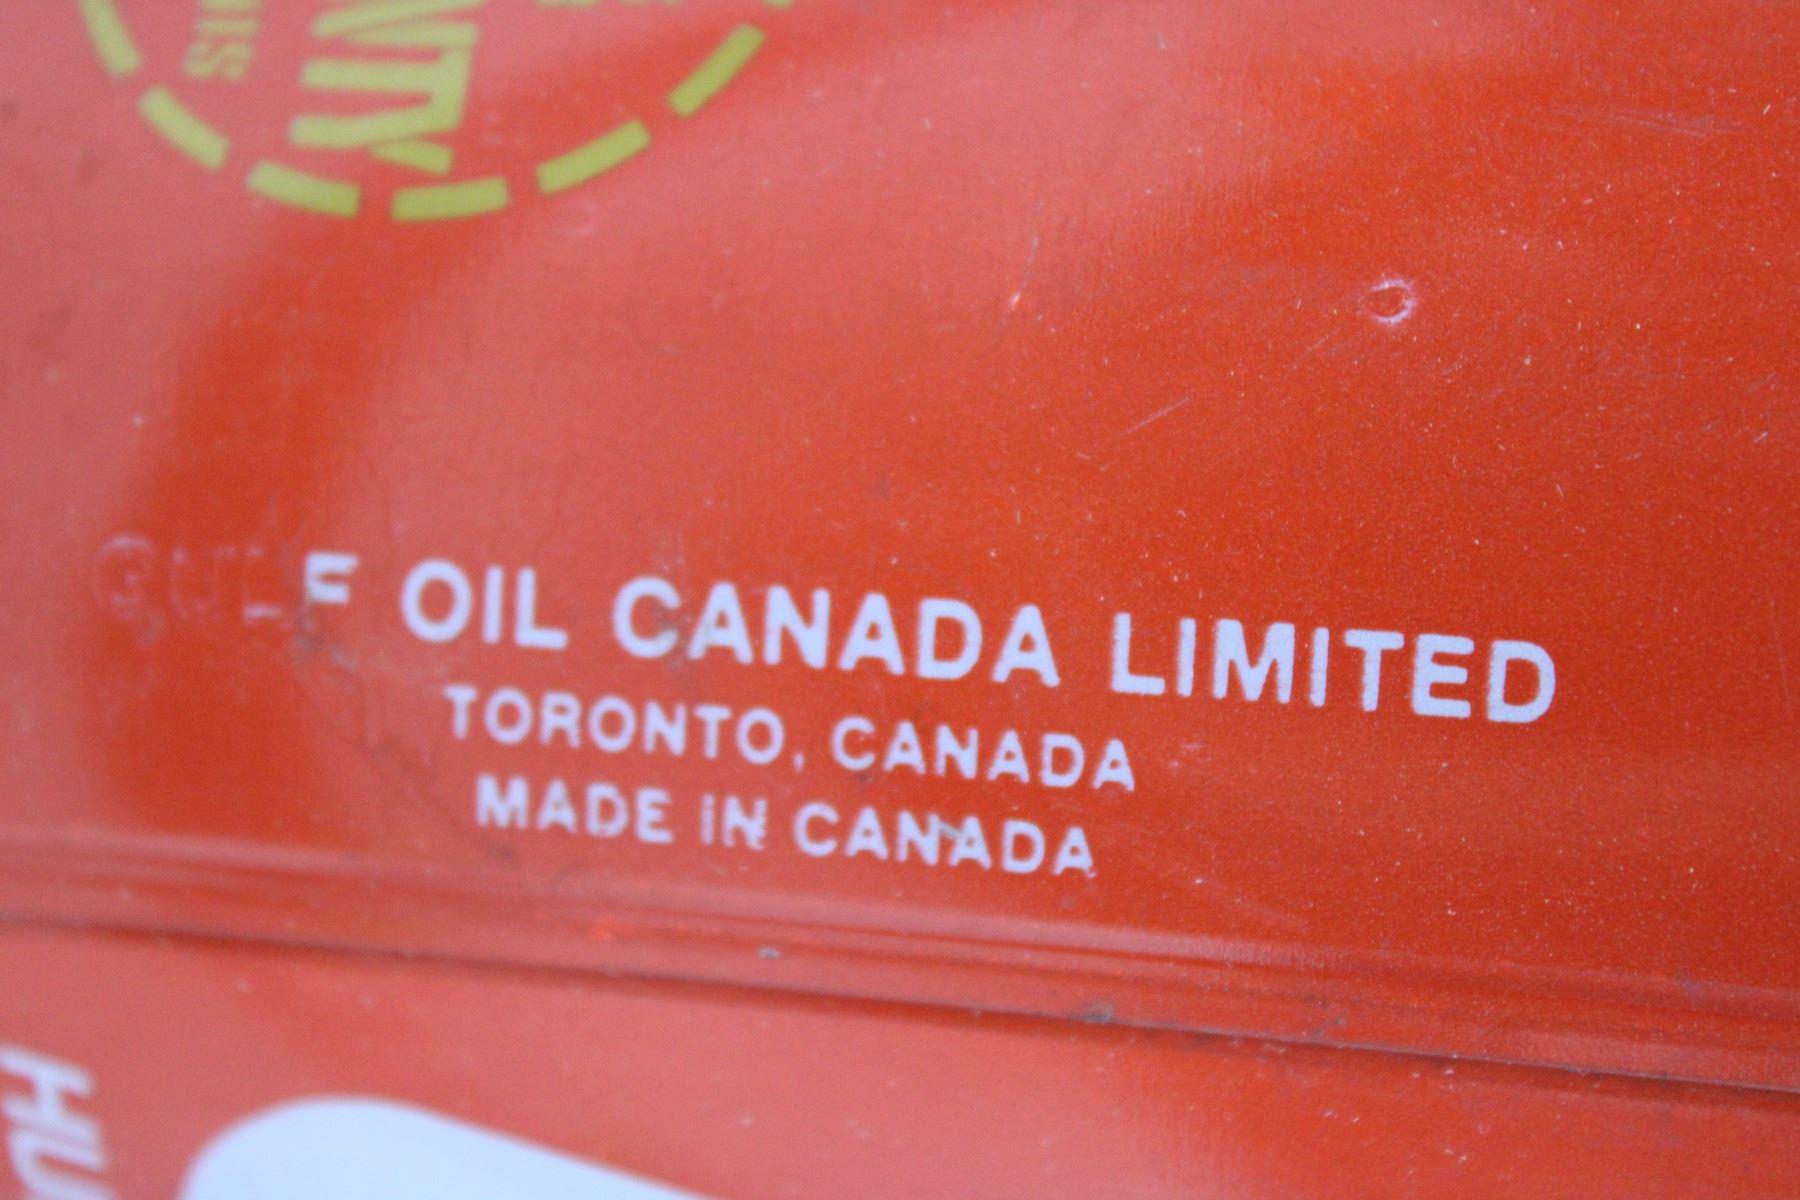 GULF OIL CANADA LIMITED
TORONTO, CANADA
MADE IN CANADA